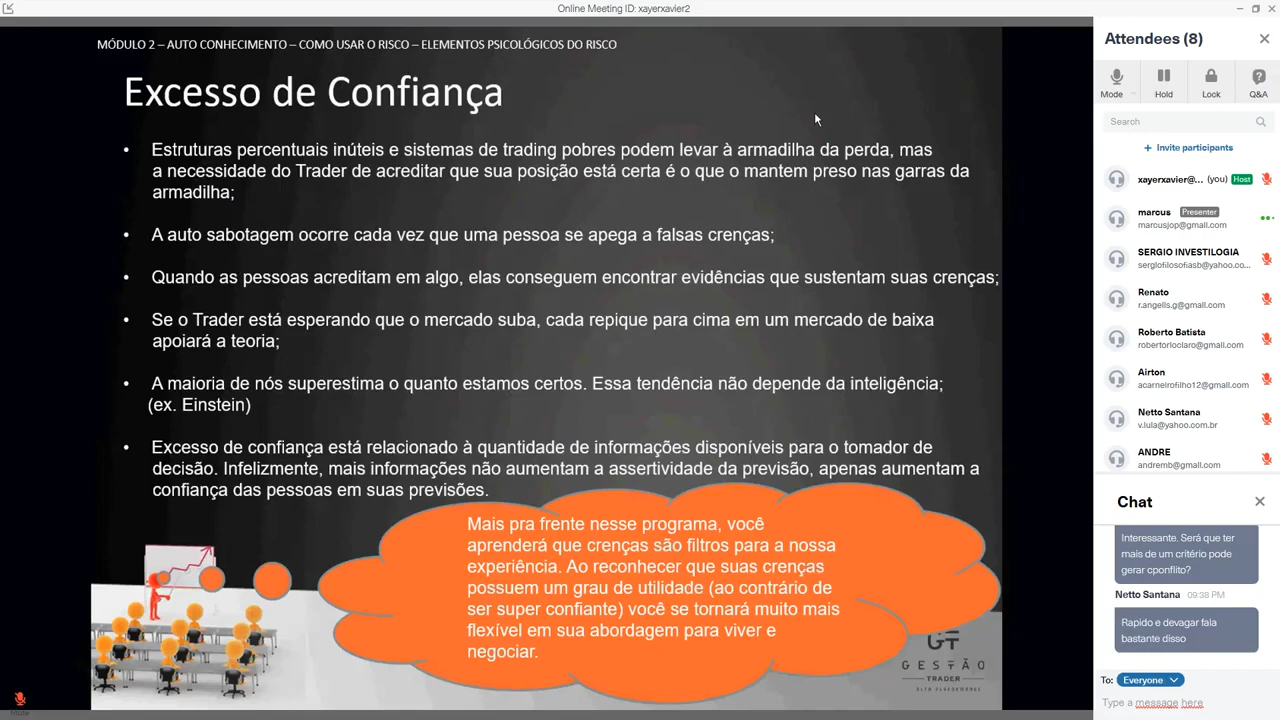 Online Meeting ID: xayerxavier2
MÓDULO 2 – AUTO CONHECIMENTO – COMO USAR O RISCO – ELEMENTOS PSICOLÓGICOS DO RISCO
Excesso de Confiança
• Estruturas percentuais inúteis e sistemas de trading pobres podem levar à armadilha da perda, mas
a necessidade do Trader de acreditar que sua posição está certa é o que o mantem preso nas garras da
armadilha;
• A auto sabotagem ocorre cada vez que uma pessoa se apega a falsas crenças;
• Quando as pessoas acreditam em algo, elas conseguem encontrar evidências que sustentam suas crenças;
• Se o Trader está esperando que o mercado suba, cada repique para cima em um mercado de baixa
apoiará a teoria;
• A maioria de nós superestima o quanto estamos certos. Essa tendência não depende da inteligência;
(ex. Einstein)
• Excesso de confiança está relacionado à quantidade de informações disponíveis para o tomador de
decisão. Infelizmente, mais informações não aumentam a assertividade da previsão, apenas aumentam a
confiança das pessoas em suas previsões.
Mais pra frente nesse programa, você
aprenderá que crenças são filtros para a nossa
experiência. Ao reconhecer que suas crenças
possuem um grau de utilidade (ao contrário de
ser super confiante) você se tornará muito mais
flexível em sua abordagem para viver e
negociar.
GT
GESTÃO
TRADER
ALTA PERFORMANCE
Mute
Attendees (8)
Mode
Hold
Lock
Q&A
Search
+ Invite participants
xayerxavier@... (you) Host
marcus Presenter
marcusjop@gmail.com
SERGIO INVESTILOGIA
sergiofilosofiasb@yahoo.co...
Renato
r.angelis.g@gmail.com
Roberto Batista
robertorioclaro@gmail.com
Airton
acarneirofilho12@gmail.com
Netto Santana
v.lula@yahoo.com.br
ANDRE
andremb@gmail.com
Chat
Interessante. Será que ter
mais de um critério pode
gerar cponflito?
Netto Santana 09:38 PM
Rapido e devagar fala
bastante disso
To: Everyone
Type a message here